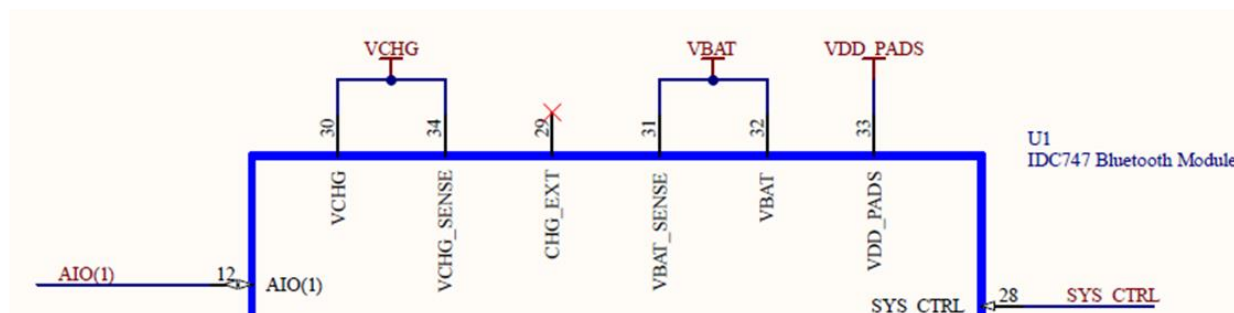 VCHG VBAT VDD_PADS
30 34 29 31 32 33
U1
IDC747 Bluetooth Module
VCHG VCHG_SENSE CHG_EXT VBAT_SENSE VBAT VDD_PADS
AIO(1) 12 AIO(1)
SYS_CTRL 28 SYS_CTRL